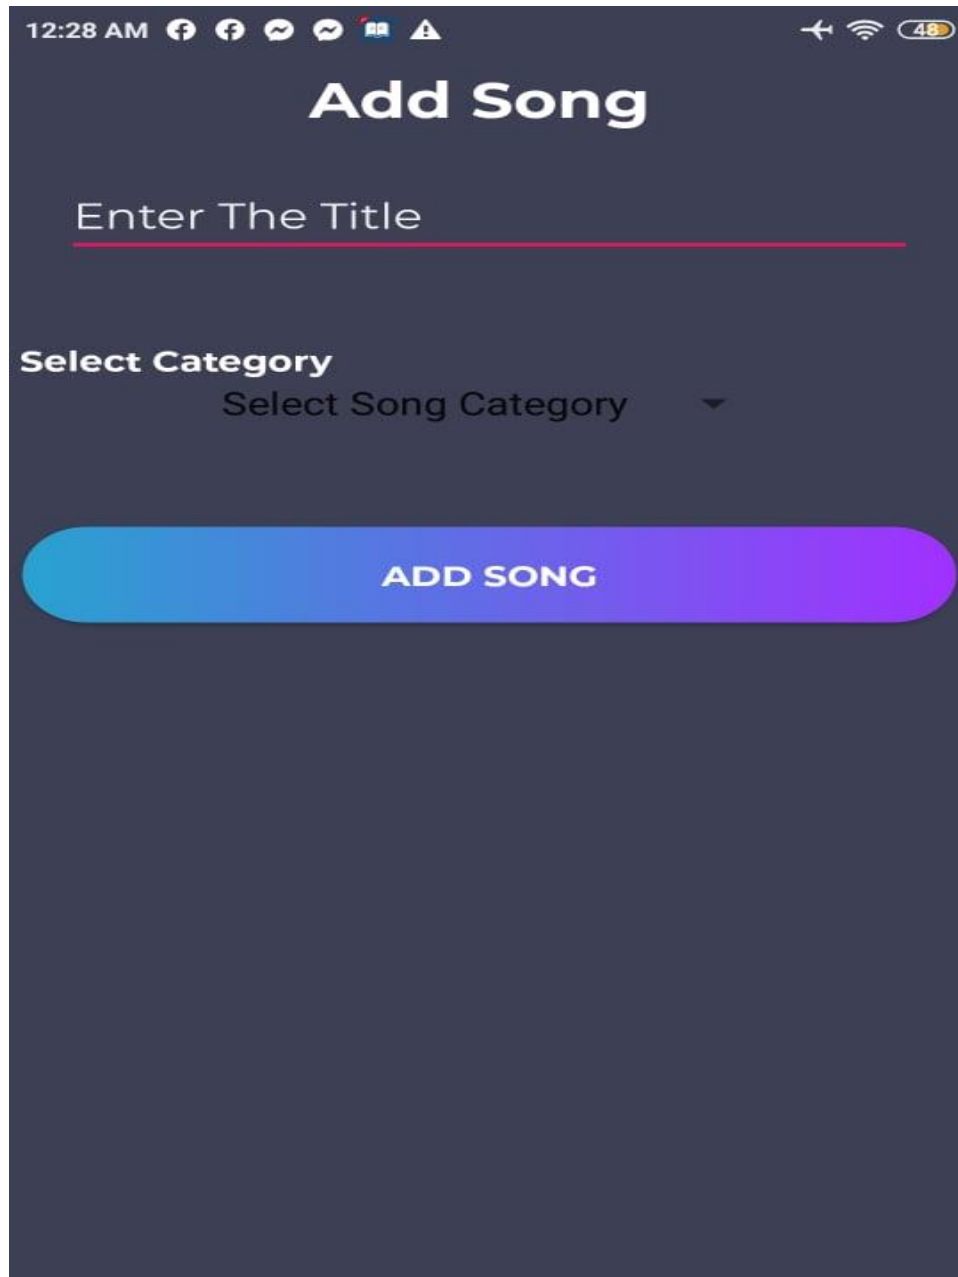 12:28 AM 48
Add Song
Enter The Title
Select Category
Select Song Category
ADD SONG